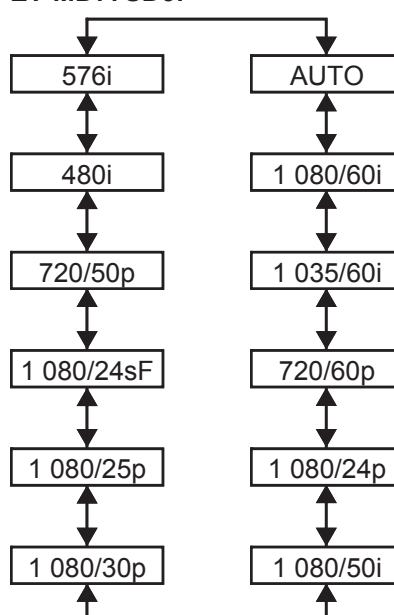 576i
AUTO
480i
1 080/60i
720/50p
1 035/60i
1 080/24sF
720/60p
1 080/25p
1 080/24p
1 080/30p
1 080/50i